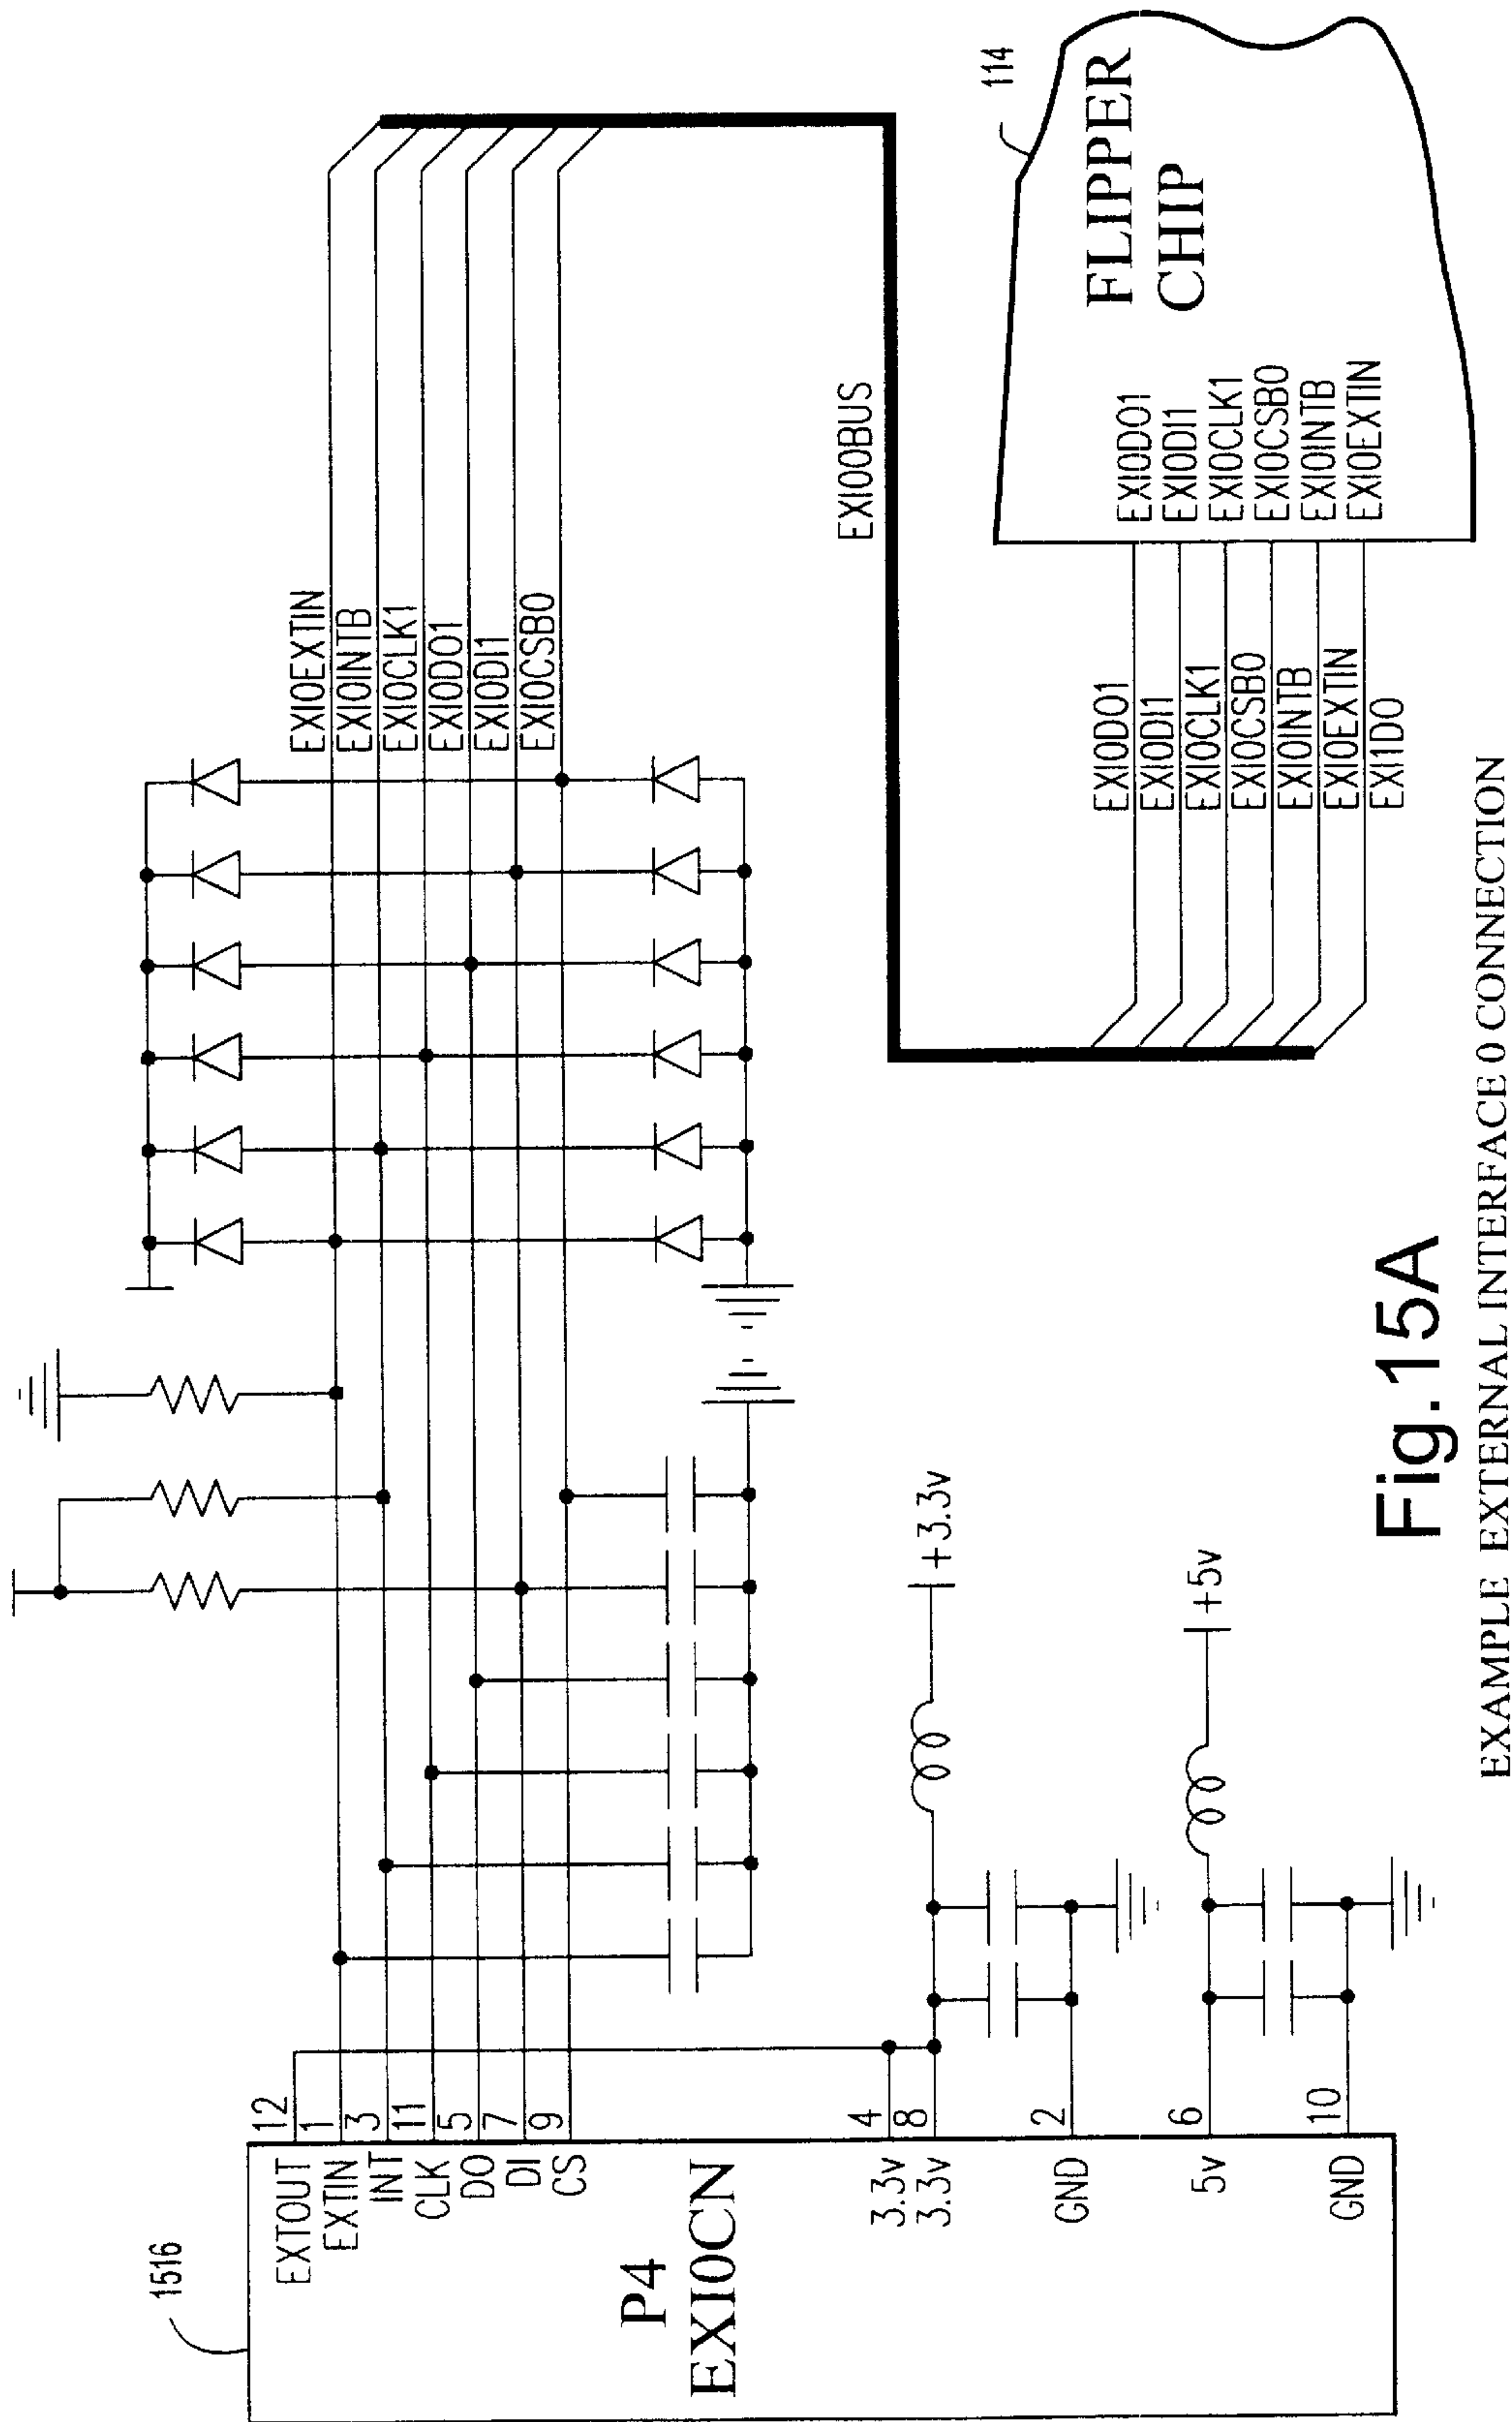 1516
P4
EXI0CN
EXTOUT 12
EXTIN 1
INT 3
CLK 11
DO 5
DI 7
CS 9
3.3v 4
3.3v 8
GND 2
5v 6
GND 10
+3.3v
+5v
EXI0EXTIN
EXI0INTB
EXI0CLK1
EXI0DO1
EXI0DI1
EXI0CSB0
EXI00BUS
EXI0DO1
EXI0DI1
EXI0CLK1
EXI0CSB0
EXI0INTB
EXI0EXTIN
EXI1DO
EXI0DO1
EXI0DI1
EXI0CLK1
EXI0CSB0
EXI0INTB
EXI0EXTIN
FLIPPER
CHIP
114
Fig. 15A
EXAMPLE EXTERNAL INTERFACE 0 CONNECTION